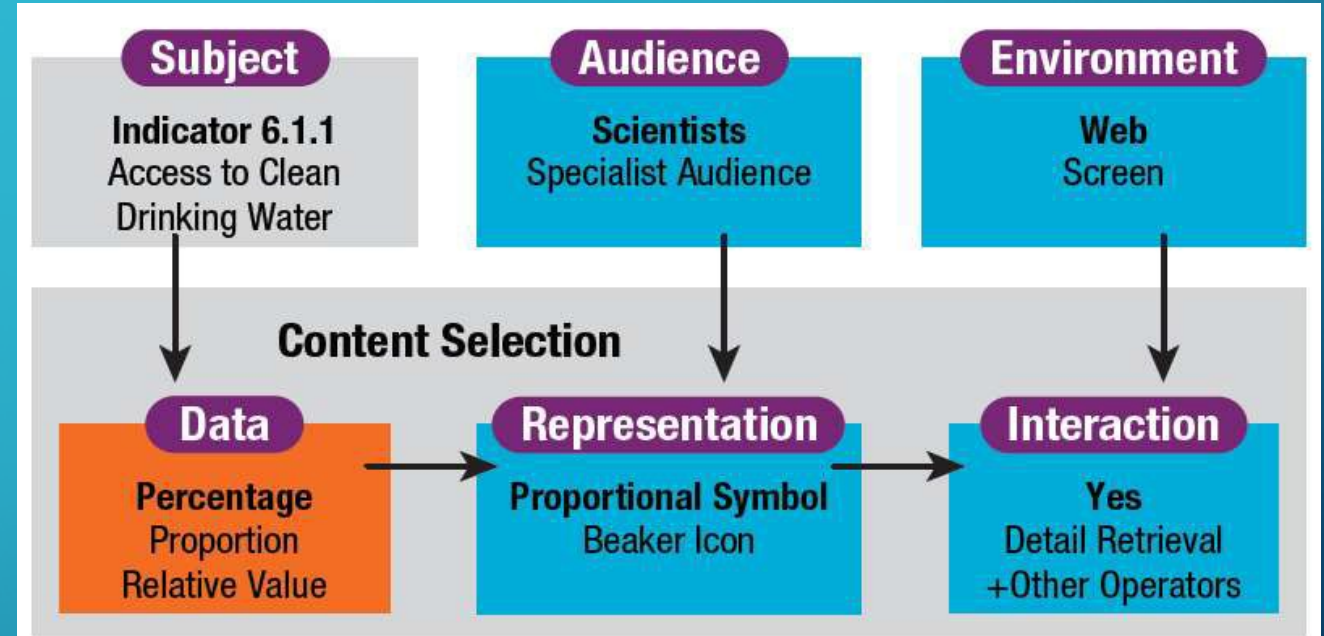 Subject
Indicator 6.1.1
Access to Clean
Drinking Water
Audience
Scientists
Specialist Audience
Environment
Web
Screen
Content Selection
Data
Percentage
Proportion
Relative Value
Representation
Proportional Symbol
Beaker Icon
Interaction
Yes
Detail Retrieval
+Other Operators